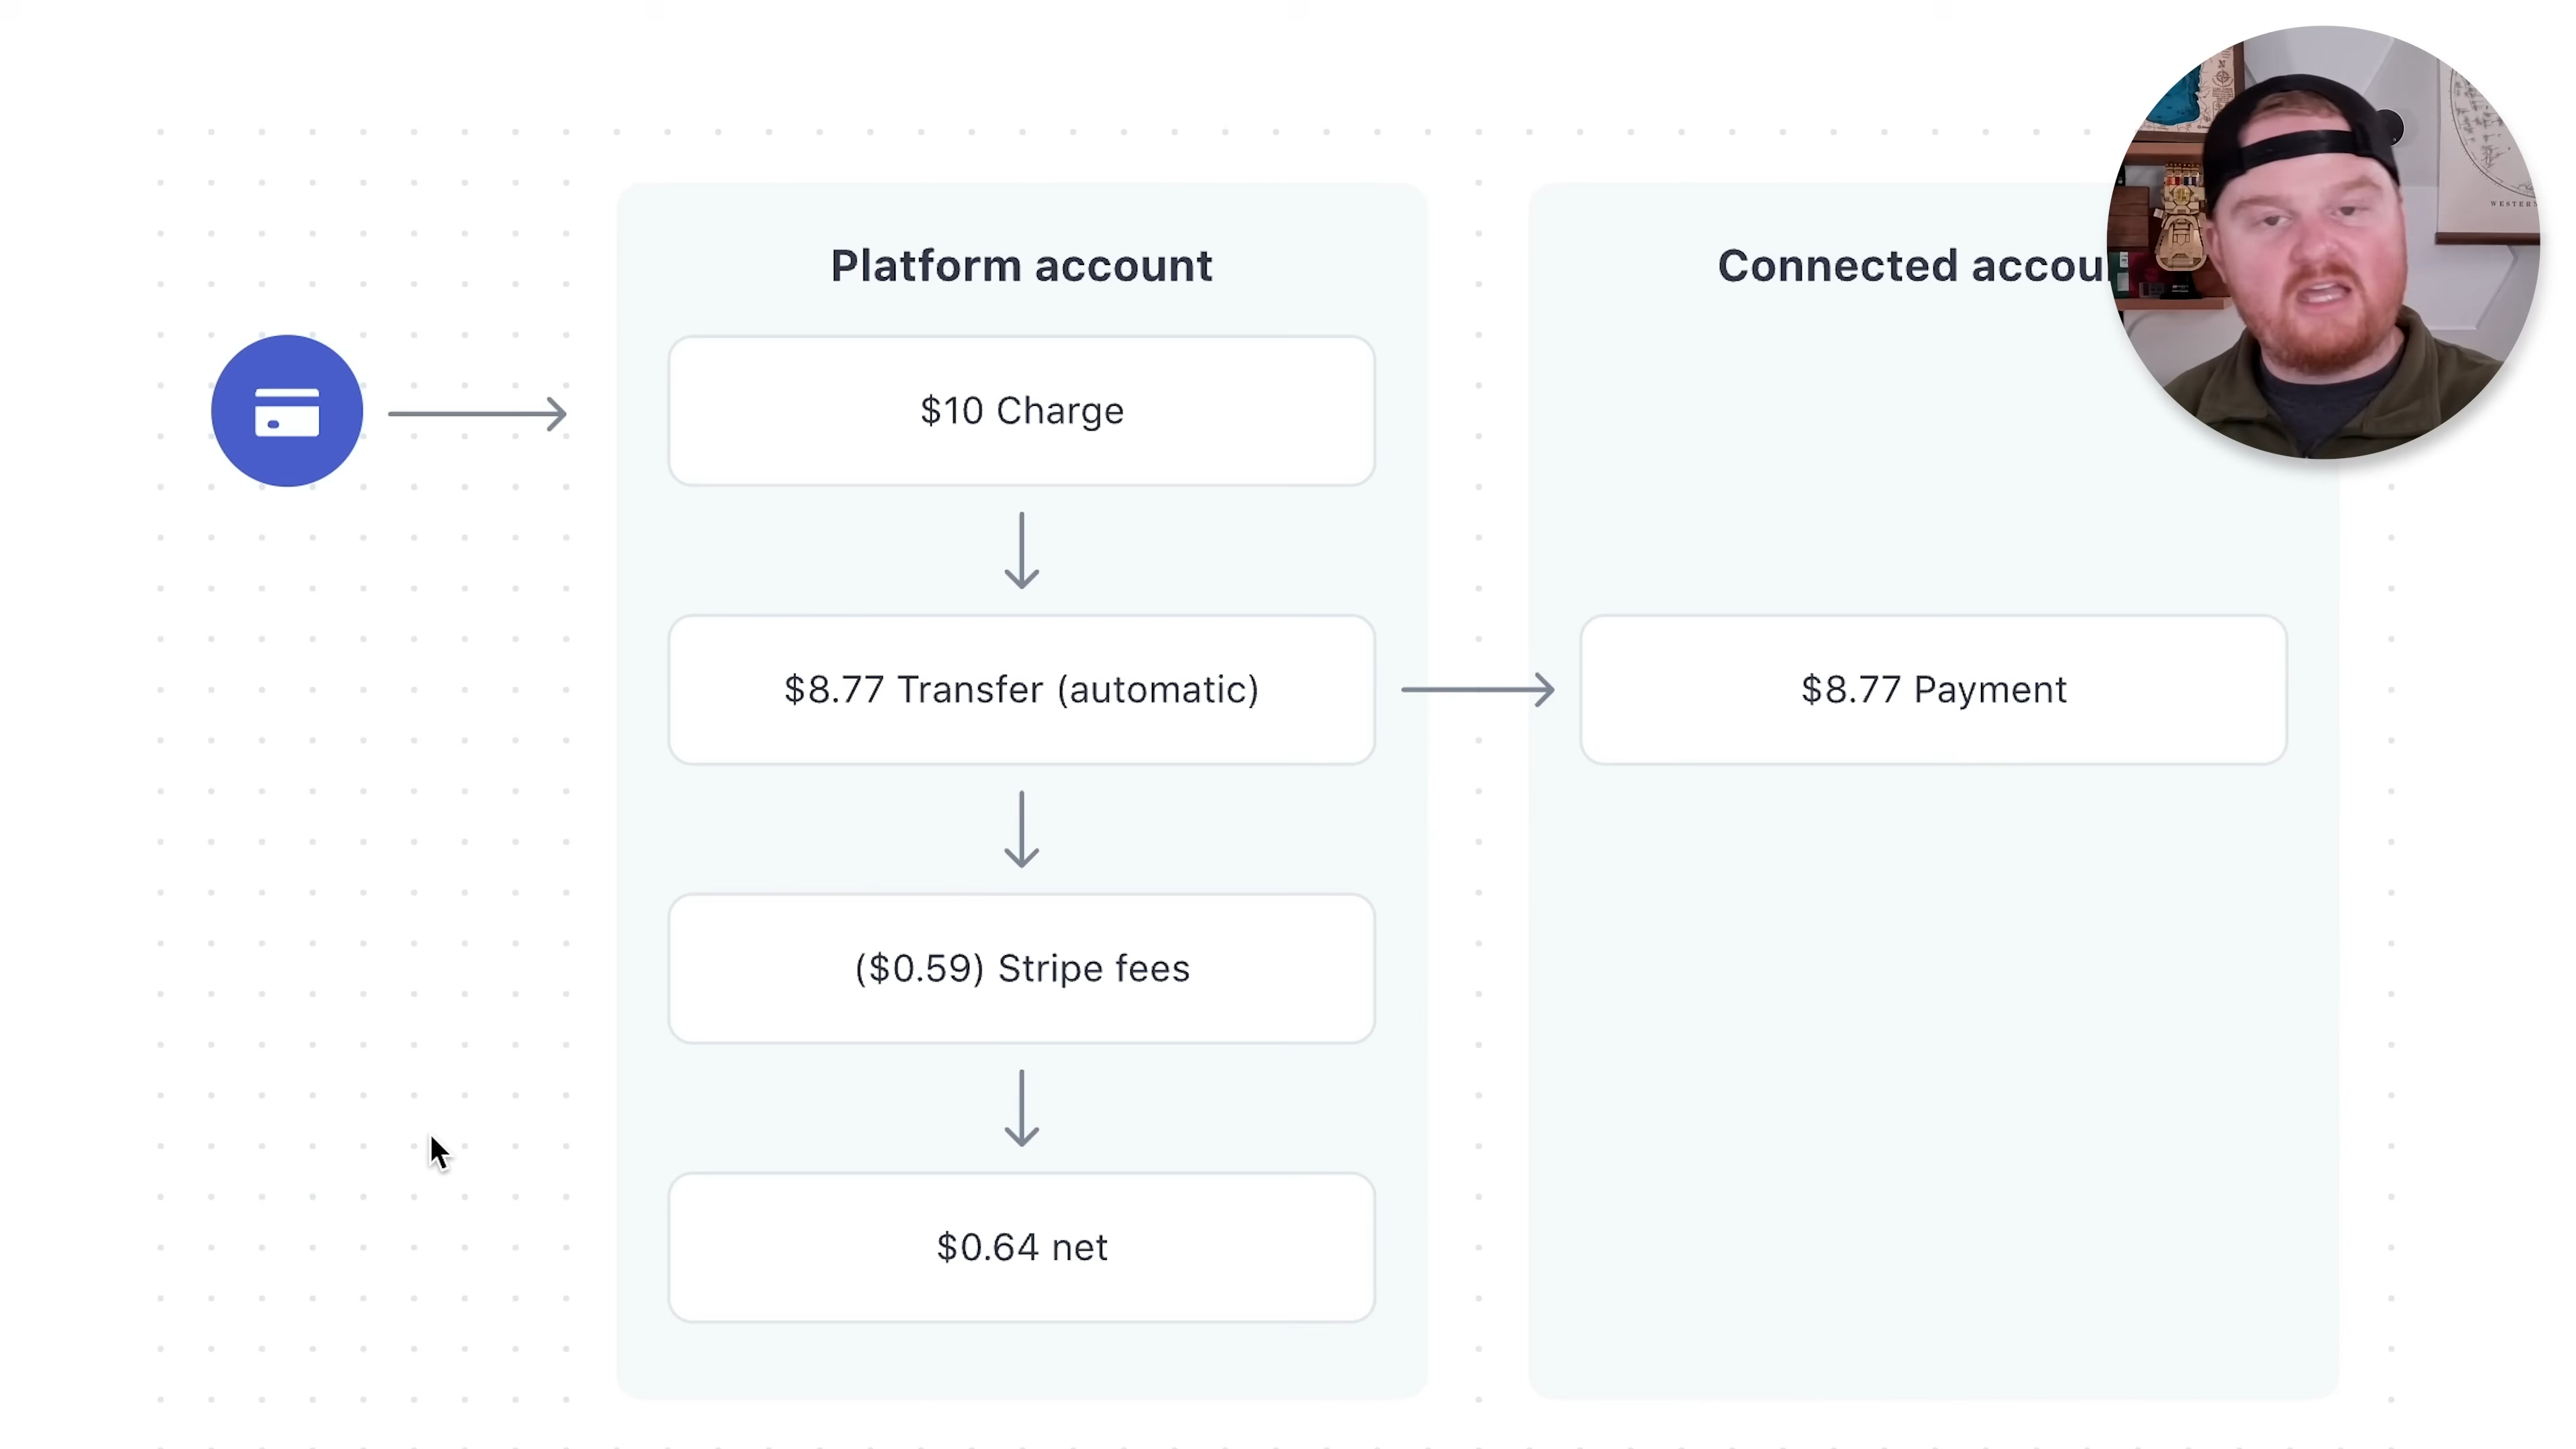 Platform account
Connected accou
$10 Charge
$8.77 Transfer (automatic)
$8.77 Payment
($0.59) Stripe fees
$0.64 net
WESTERN